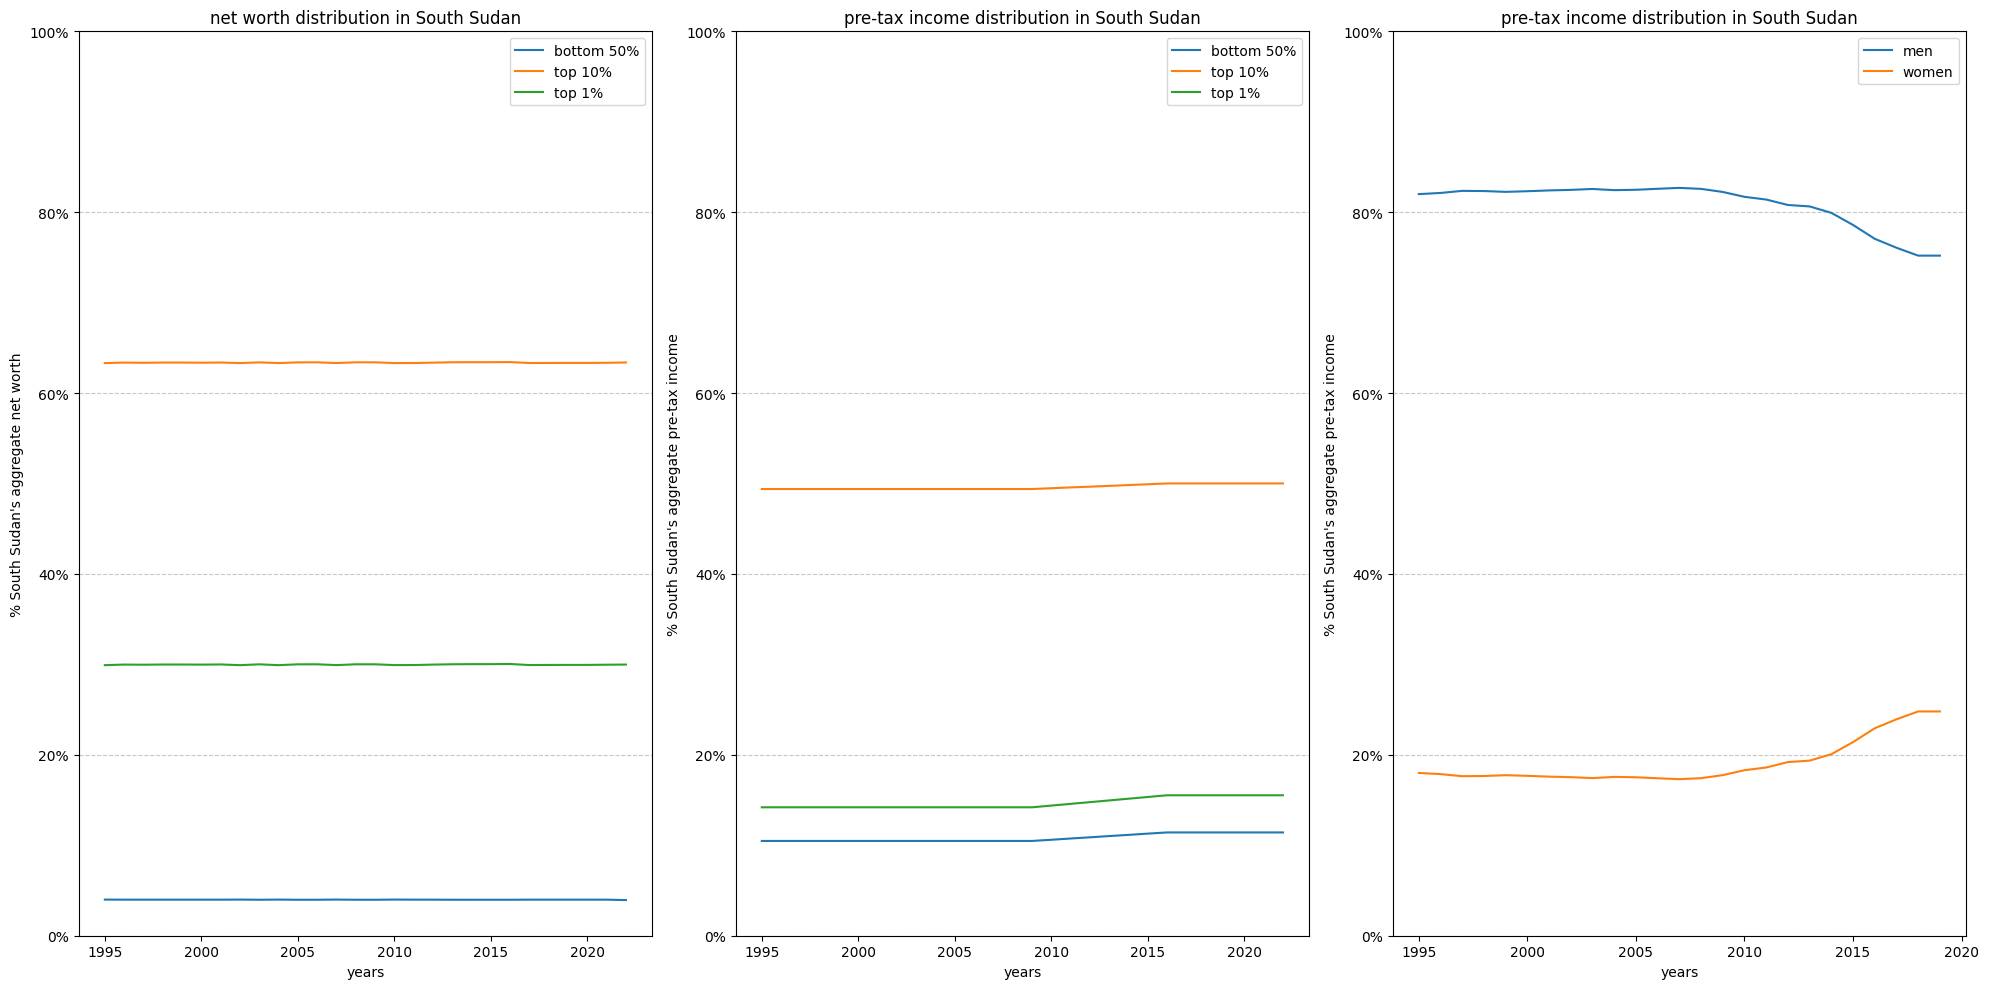 net worth distribution in South Sudan
% South Sudan's aggregate net worth
100%
80%
60%
40%
20%
0%
bottom 50%
top 10%
top 1%
1995
2000
2005
2010
2015
2020
years
pre-tax income distribution in South Sudan
% South Sudan's aggregate pre-tax income
100%
80%
60%
40%
20%
0%
bottom 50%
top 10%
top 1%
1995
2000
2005
2010
2015
2020
years
pre-tax income distribution in South Sudan
% South Sudan's aggregate pre-tax income
100%
80%
60%
40%
20%
0%
men
women
1995
2000
2005
2010
2015
2020
years